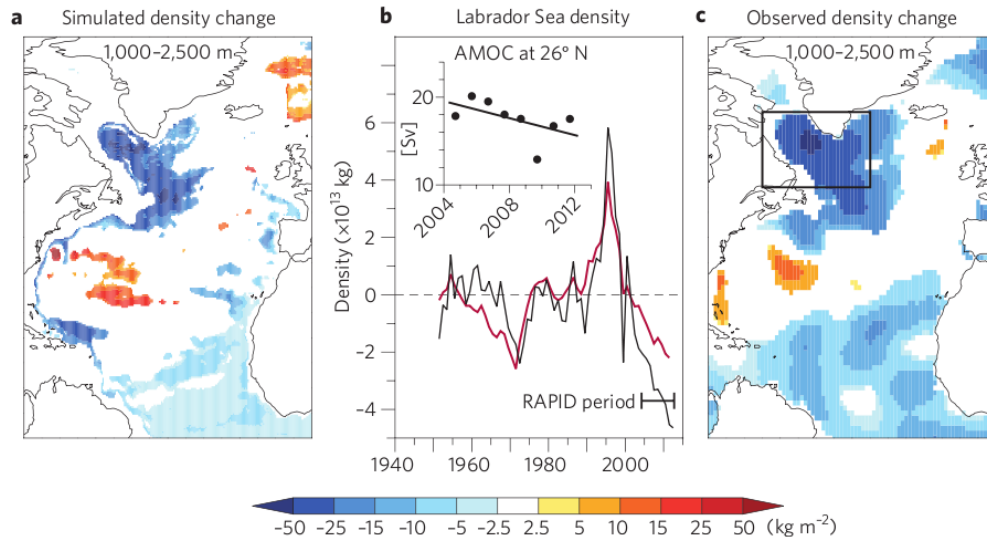 a Simulated density change
1,000–2,500 m
b Labrador Sea density
AMOC at 26° N
[Sv]
20
10
2004
2008
2012
Density (×10¹³ kg)
6
4
2
0
−2
−4
RAPID period
1940
1960
1980
2000
c Observed density change
1,000–2,500 m
−50 −25 −15 −10 −5 −2.5 2.5 5 10 15 25 50 (kg m⁻²)